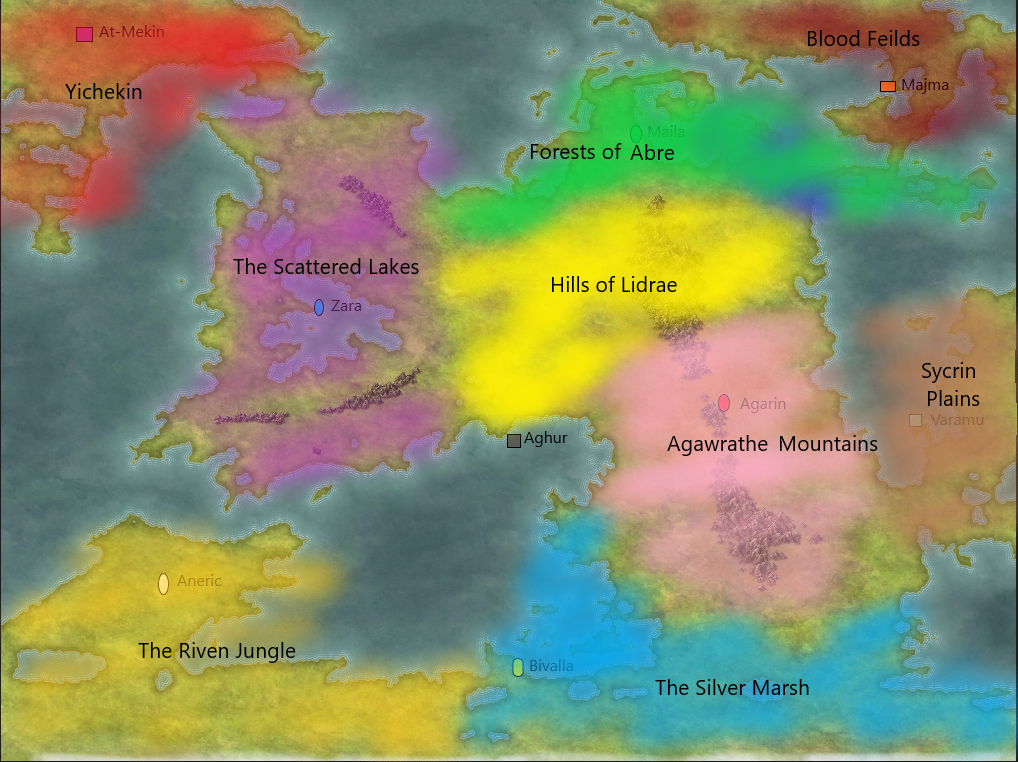 At-Mekin
Blood Feilds
Majma
Yichekin
Maila
Forests of Abre
The Scattered Lakes
Hills of Lidrae
Zara
Sycrin
Plains
Agarin
Varamu
Aghur
Agawrathe Mountains
Aneric
The Riven Jungle
Bivalla
The Silver Marsh